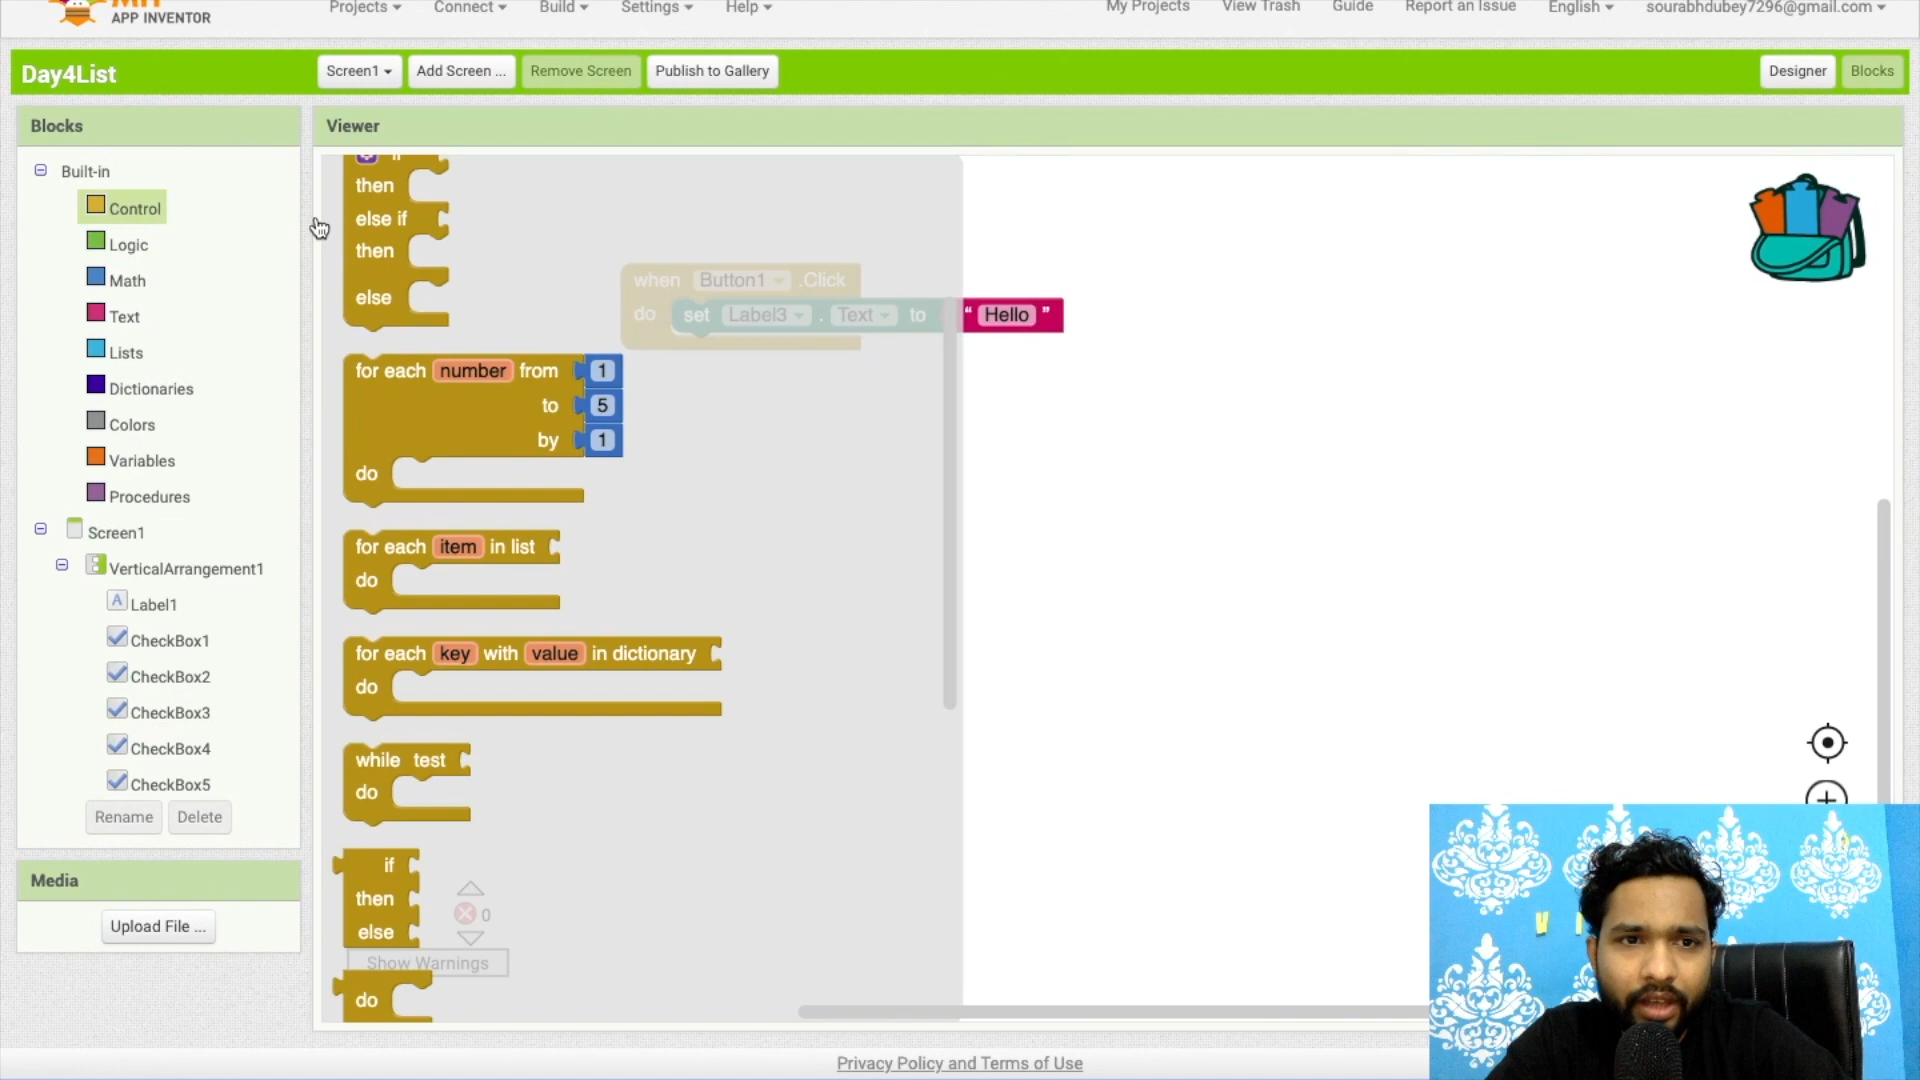 Projects Connect Build Settings Help My Projects View Trash Guide Report an Issue English sourabhdubey7296@gmail.com
APP INVENTOR
Day4List Screen1 Add Screen ... Remove Screen Publish to Gallery Designer Blocks
Blocks
Viewer
Built-in
Control
Logic
Math
Text
Lists
Dictionaries
Colors
Variables
Procedures
Screen1
VerticalArrangement1
Label1
CheckBox1
CheckBox2
CheckBox3
CheckBox4
CheckBox5
Rename Delete
Media
Upload File ...
if
then
else if
then
else
when Button1 .Click
do set Label3 . Text to " Hello "
for each number from 1
to 5
by 1
do
for each item in list
do
for each key with value in dictionary
do
while test
do
if
then
else
0
Show Warnings
do
Privacy Policy and Terms of Use